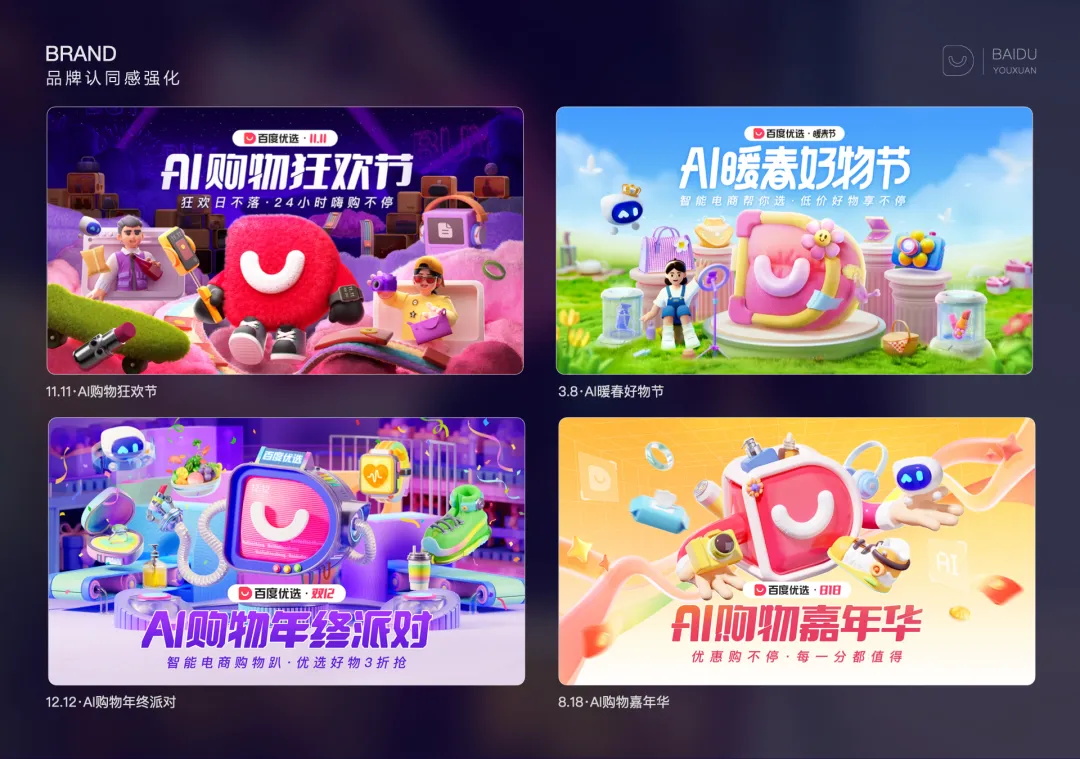 BRAND
品牌认同感强化
BAIDU
YOUXUAN
百度优选·11.11
AI购物狂欢节
狂欢日不落·24小时嗨购不停
11.11·AI购物狂欢节
百度优选·暖春节
AI暖春好物节
智能电商帮你选·低价好物享不停
3.8·AI暖春好物节
百度优选
百度优选·双12
AI购物年终派对
智能电商购物趴·优选好物3折抢
12.12·AI购物年终派对
AI
百度优选·818
AI购物嘉年华
优惠购不停·每一分都值得
8.18·AI购物嘉年华